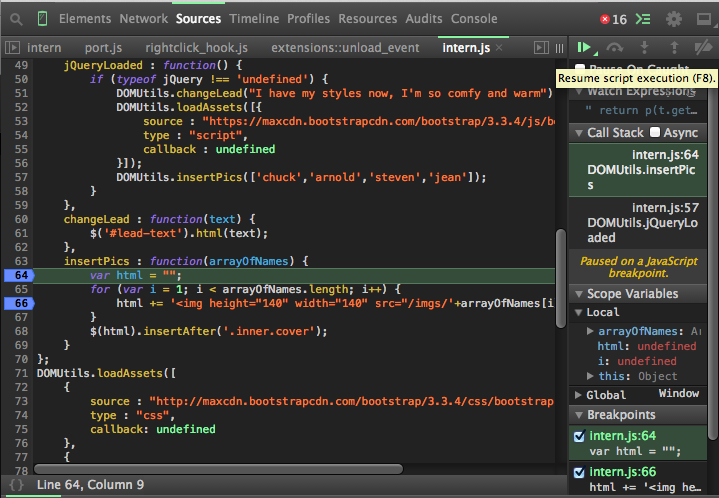 Elements Network Sources Timeline Profiles Resources Audits Console 16
intern port.js rightclick_hook.js extensions::unload_event intern.js ×
49 jQueryLoaded : function() {
50 if (typeof jQuery !== 'undefined') {
51 DOMUtils.changeLead("I have my styles now, I'm so comfy and warm")
52 DOMUtils.loadAssets([{
53 source : "https://maxcdn.bootstrapcdn.com/bootstrap/3.3.4/js/b
54 type : "script",
55 callback : undefined
56 }]);
57 DOMUtils.insertPics(['chuck','arnold','steven','jean']);
58 }
59 },
60 changeLead : function(text) {
61 $('#lead-text').html(text);
62 },
63 insertPics : function(arrayOfNames) {
64 var html = "";
65 for (var i = 1; i < arrayOfNames.length; i++) {
66 html += '<img height="140" width="140" src="/imgs/'+arrayOfNames[i
67 }
68 $(html).insertAfter('.inner.cover');
69 }
70 };
71 DOMUtils.loadAssets([
72 {
73 source : "http://maxcdn.bootstrapcdn.com/bootstrap/3.3.4/css/bootstrap
74 type : "css",
75 callback: undefined
76 },
77 {
78
{} Line 64, Column 9
Pause On Caught
Resume script execution (F8).
Watch Expressions
" return p(t.get…
Call Stack Async
intern.js:64
DOMUtils.insertPic
s
intern.js:57
DOMUtils.jQueryLo
aded
Paused on a JavaScript
breakpoint.
Scope Variables
Local
arrayOfNames: Ar
html: undefined
i: undefined
this: Object
Global Window
Breakpoints
intern.js:64
var html = "";
intern.js:66
html += '<img he…